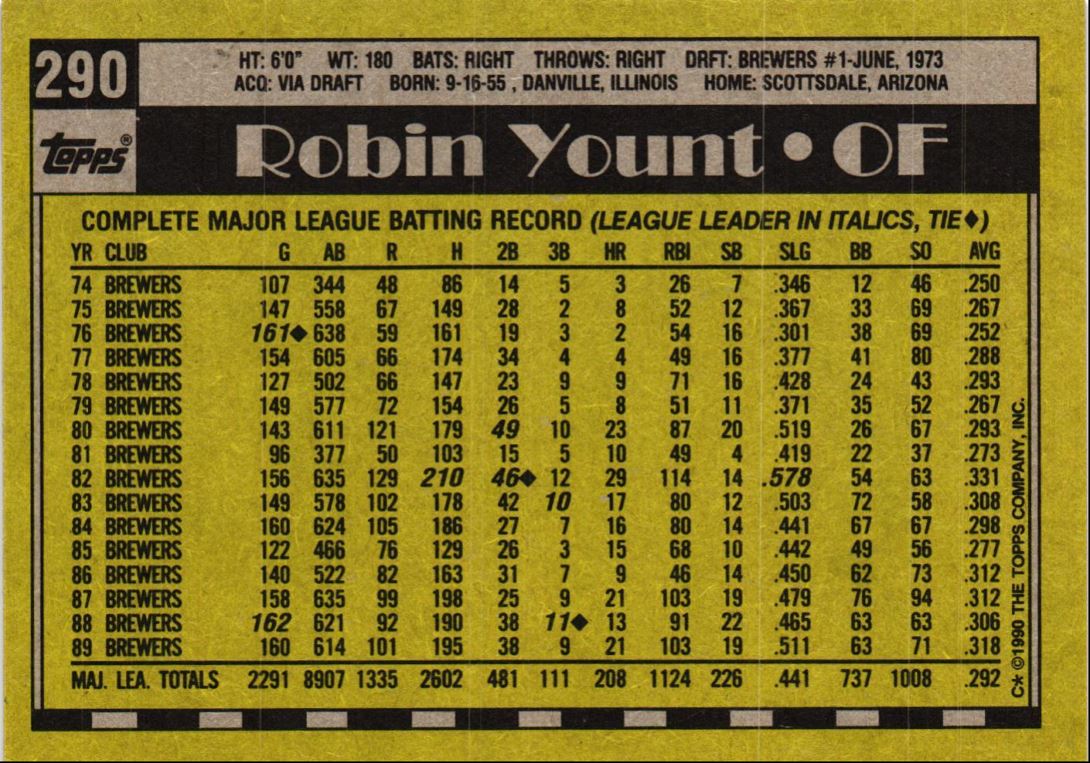 290
HT: 6'0" WT: 180 BATS: RIGHT THROWS: RIGHT DRFT: BREWERS #1-JUNE, 1973
ACQ: VIA DRAFT BORN: 9-16-55 , DANVILLE, ILLINOIS HOME: SCOTTSDALE, ARIZONA
topps®
Robin Yount • OF
COMPLETE MAJOR LEAGUE BATTING RECORD (LEAGUE LEADER IN ITALICS, TIE♦)
YR CLUB G AB R H 2B 3B HR RBI SB SLG BB SO AVG
74 BREWERS 107 344 48 86 14 5 3 26 7 .346 12 46 .250
75 BREWERS 147 558 67 149 28 2 8 52 12 .367 33 69 .267
76 BREWERS 161♦ 638 59 161 19 3 2 54 16 .301 38 69 .252
77 BREWERS 154 605 66 174 34 4 4 49 16 .377 41 80 .288
78 BREWERS 127 502 66 147 23 9 9 71 16 .428 24 43 .293
79 BREWERS 149 577 72 154 26 5 8 51 11 .371 35 52 .267
80 BREWERS 143 611 121 179 49 10 23 87 20 .519 26 67 .293
81 BREWERS 96 377 50 103 15 5 10 49 4 .419 22 37 .273
82 BREWERS 156 635 129 210 46♦ 12 29 114 14 .578 54 63 .331
83 BREWERS 149 578 102 178 42 10 17 80 12 .503 72 58 .308
84 BREWERS 160 624 105 186 27 7 16 80 14 .441 67 67 .298
85 BREWERS 122 466 76 129 26 3 15 68 10 .442 49 56 .277
86 BREWERS 140 522 82 163 31 7 9 46 14 .450 62 73 .312
87 BREWERS 158 635 99 198 25 9 21 103 19 .479 76 94 .312
88 BREWERS 162 621 92 190 38 11♦ 13 91 22 .465 63 63 .306
89 BREWERS 160 614 101 195 38 9 21 103 19 .511 63 71 .318
MAJ. LEA. TOTALS 2291 8907 1335 2602 481 111 208 1124 226 .441 737 1008 .292
C* ©1990 THE TOPPS COMPANY, INC.